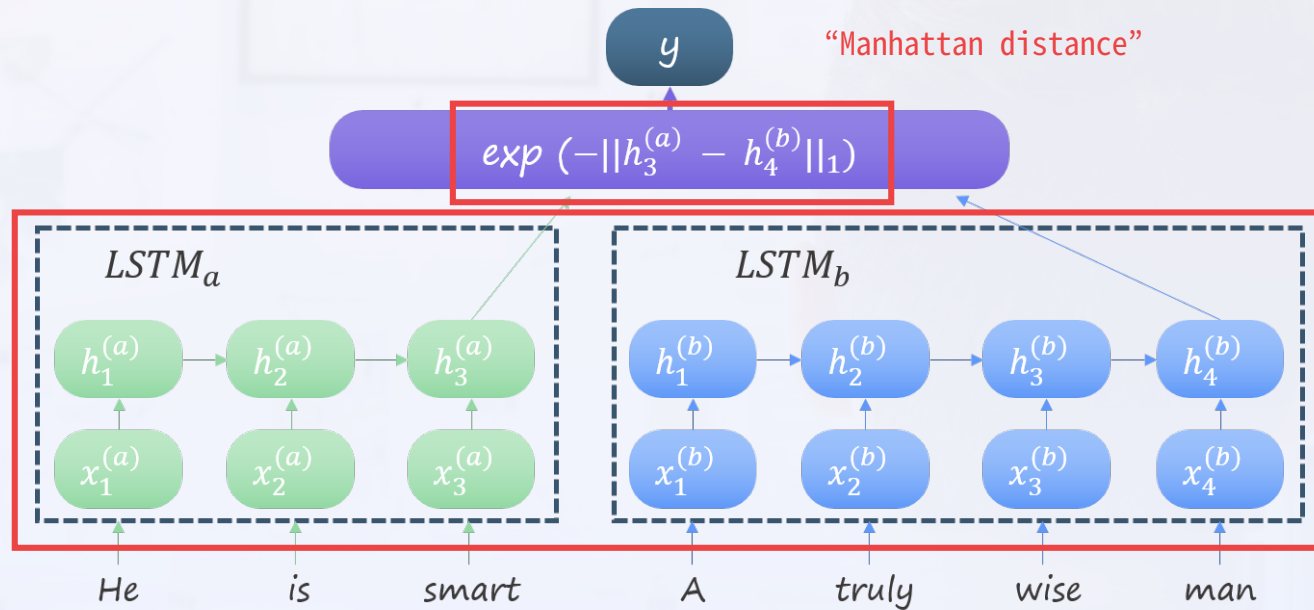 y “Manhattan distance”
exp (−||h₃⁽ᵃ⁾ − h₄⁽ᵇ⁾||₁)
LSTMₐ LSTM_b
h₁⁽ᵃ⁾ h₂⁽ᵃ⁾ h₃⁽ᵃ⁾ h₁⁽ᵇ⁾ h₂⁽ᵇ⁾ h₃⁽ᵇ⁾ h₄⁽ᵇ⁾
x₁⁽ᵃ⁾ x₂⁽ᵃ⁾ x₃⁽ᵃ⁾ x₁⁽ᵇ⁾ x₂⁽ᵇ⁾ x₃⁽ᵇ⁾ x₄⁽ᵇ⁾
He is smart A truly wise man